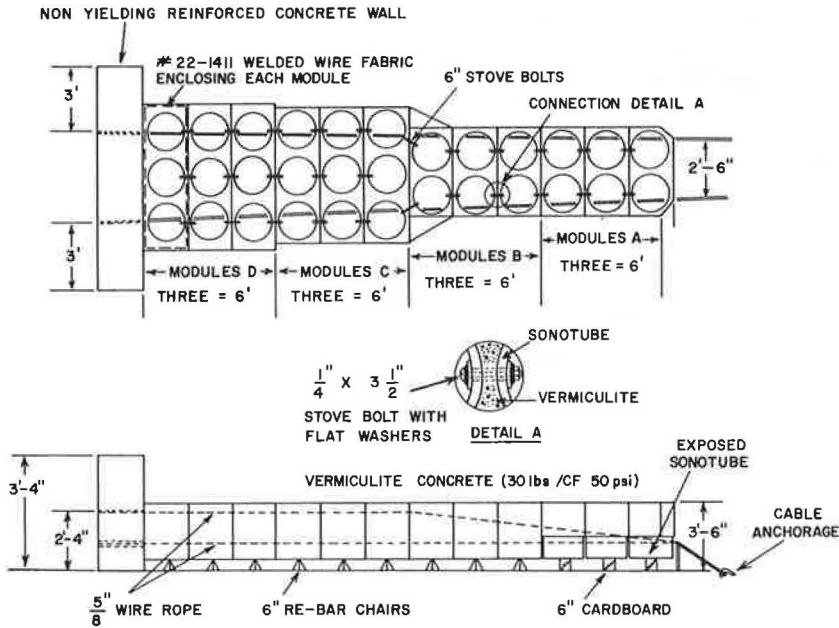 NON YIELDING REINFORCED CONCRETE WALL
# 22-1411 WELDED WIRE FABRIC
ENCLOSING EACH MODULE
6" STOVE BOLTS
CONNECTION DETAIL A
3'
2'-6"
3'
MODULES D
THREE = 6'
MODULES C
THREE = 6'
MODULES B
THREE = 6'
MODULES A
THREE = 6'
1/4" X 3 1/2"
STOVE BOLT WITH
FLAT WASHERS
SONOTUBE
VERMICULITE
DETAIL A
VERMICULITE CONCRETE (30 lbs /CF 50 psi)
EXPOSED
SONOTUBE
CABLE
ANCHORAGE
3'-4"
2'-4"
3'-6"
5/8" WIRE ROPE
6" RE-BAR CHAIRS
6" CARDBOARD